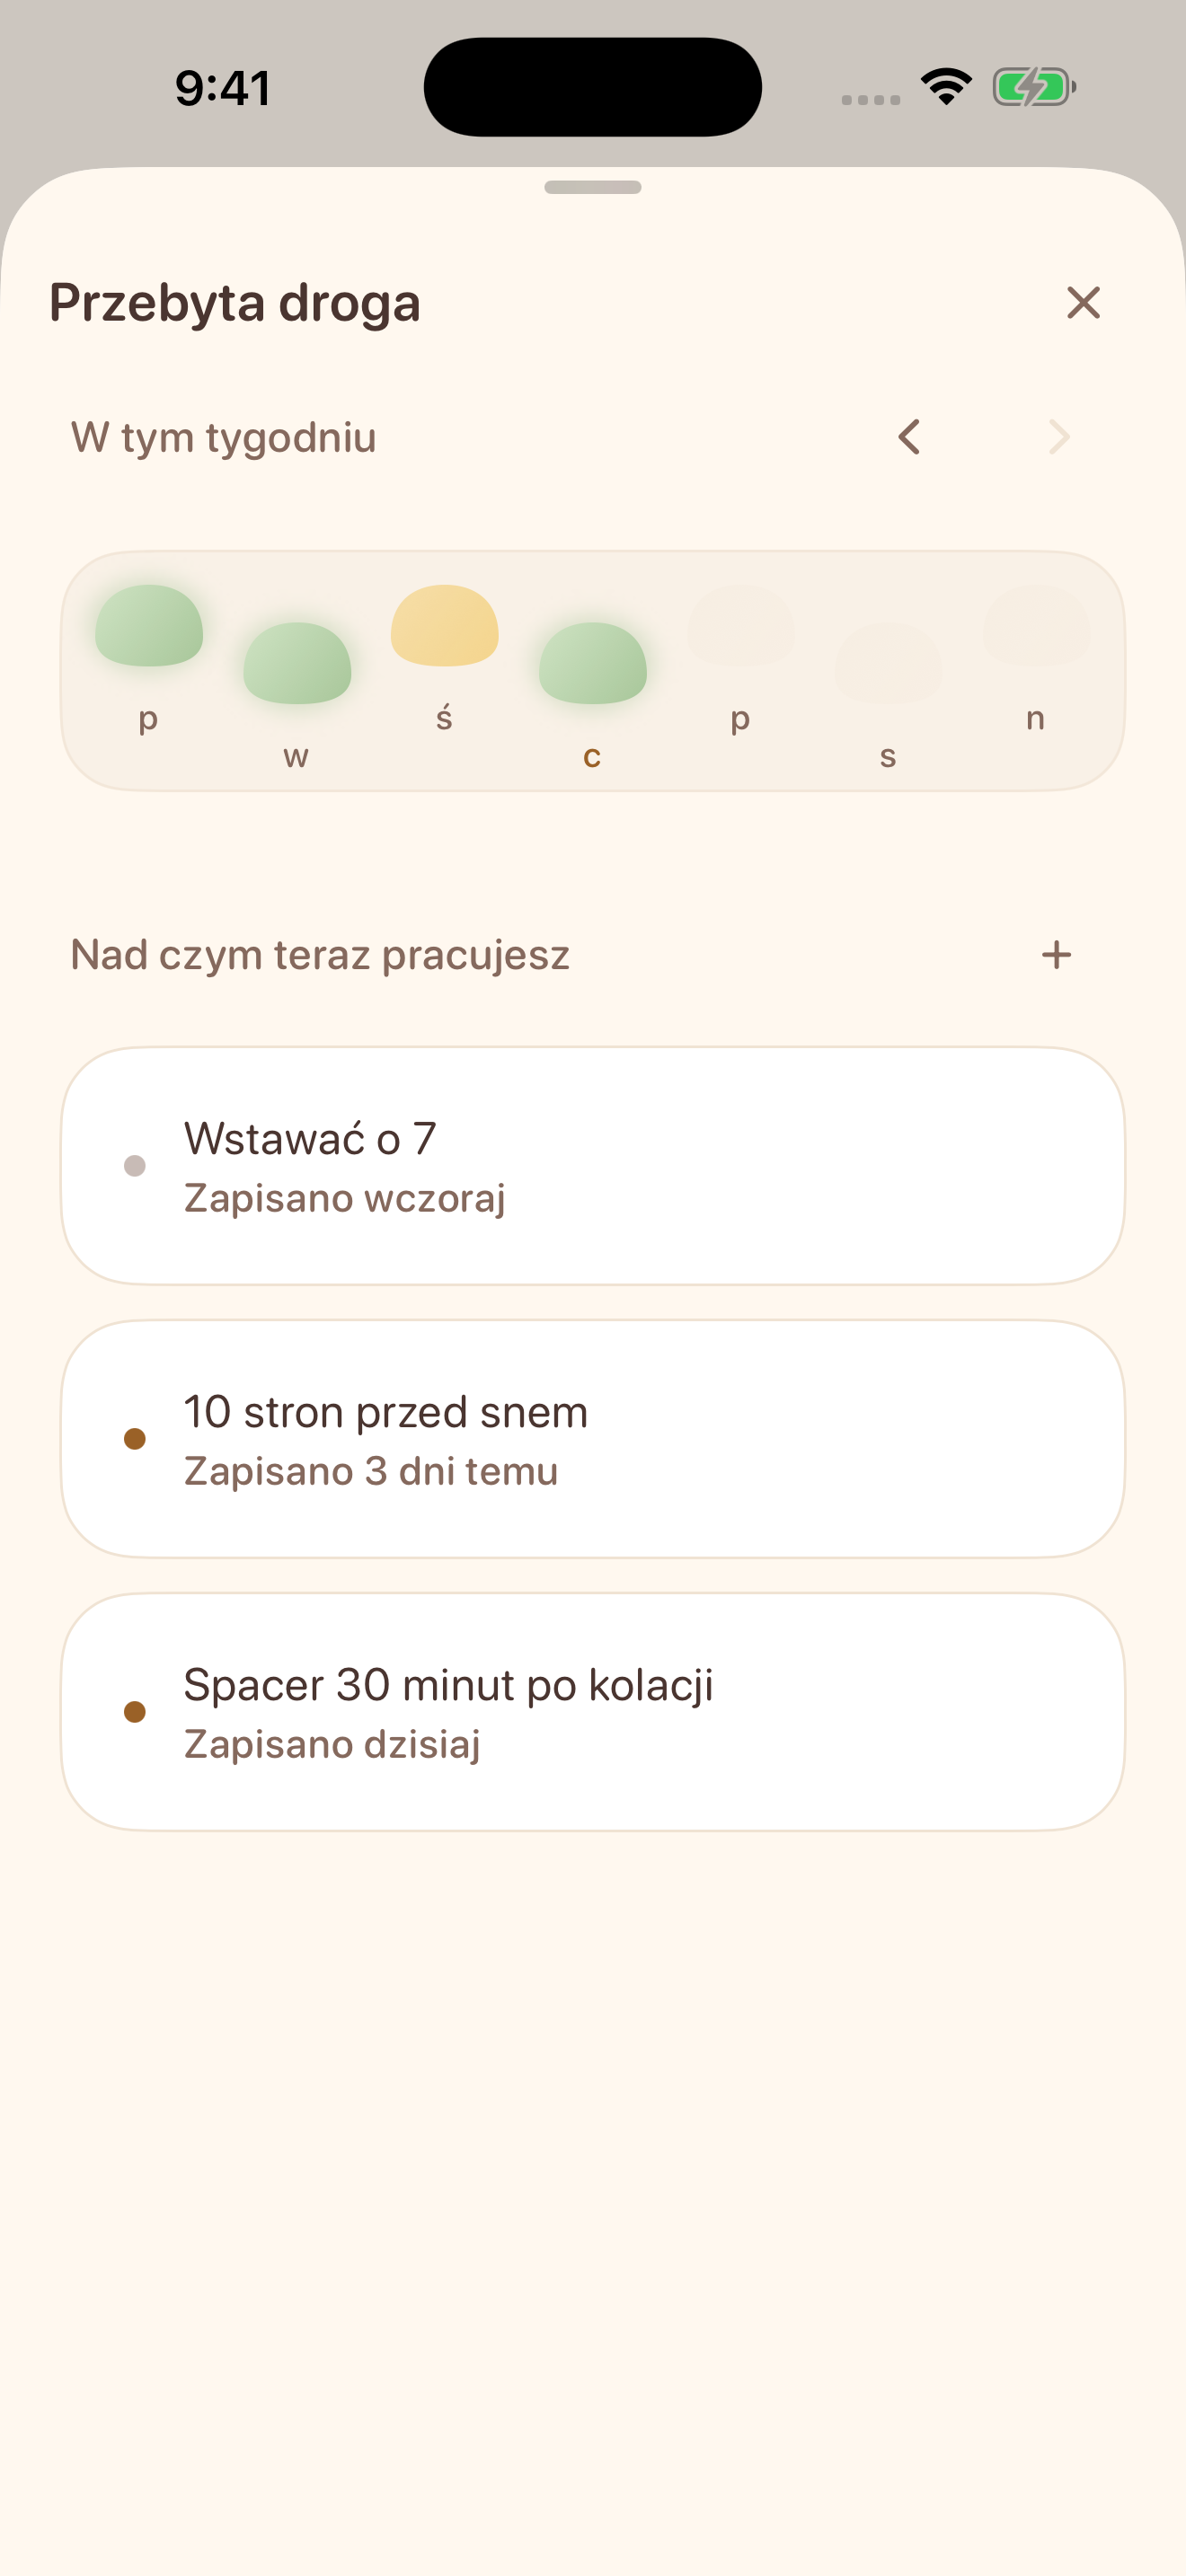 9:41
Przebyta droga
W tym tygodniu
p
w
ś
c
p
s
n
Nad czym teraz pracujesz
Wstawać o 7
Zapisano wczoraj
10 stron przed snem
Zapisano 3 dni temu
Spacer 30 minut po kolacji
Zapisano dzisiaj